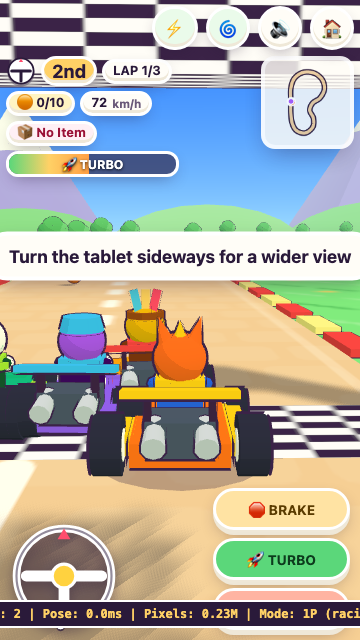 2nd
LAP 1/3
0/10
72 km/h
No Item
TURBO
Turn the tablet sideways for a wider view
BRAKE
TURBO
: 2 | Pose: 0.0ms | Pixels: 0.23M | Mode: 1P (raci